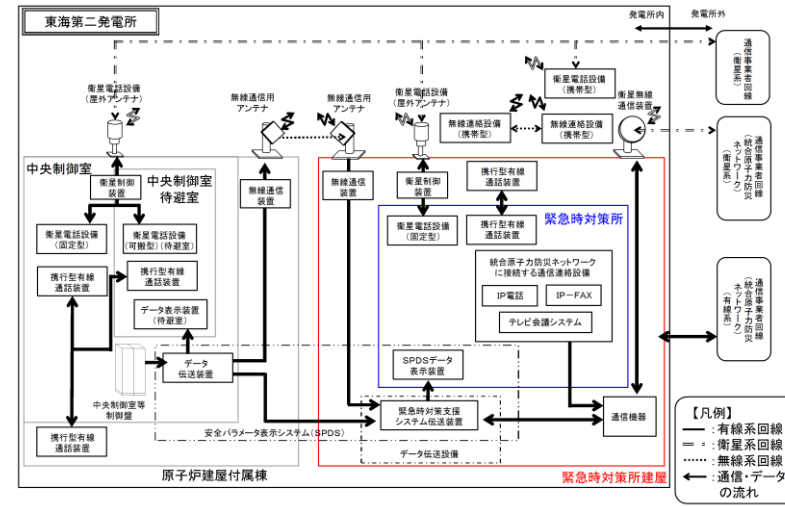 東海第二発電所
発電所内
発電所外
通信事業者回線
(衛星系)
衛星電話設備
(屋外アンテナ)
無線通信用
アンテナ
無線通信用
アンテナ
衛星電話設備
(屋外アンテナ)
衛星電話設備
(携帯型)
無線連絡設備
(携帯型)
無線連絡設備
(携帯型)
衛星無線
通信装置
通信事業者回線
(統合原子力防災
ネットワーク)
(衛星系)
中央制御室
中央制御室
待避室
衛星制御
装置
無線通信
装置
無線通信
装置
衛星制御
装置
携行型有線
通話装置
緊急時対策所
衛星電話設備
(固定型)
衛星電話設備
(可搬型)(待避室)
衛星電話設備
(固定型)
携行型有線
通話装置
携行型有線
通話装置
携行型有線
通話装置
統合原子力防災ネットワーク
に接続する通信連絡設備
IP電話
IP-FAX
テレビ会議システム
通信事業者回線
(統合原子力防災
ネットワーク)
(有線系)
データ表示装置
(待避室)
データ
伝送装置
SPDSデータ
表示装置
中央制御室等
制御盤
緊急時対策支援
システム伝送装置
通信機器
安全パラメータ表示システム(SPDS)
携行型有線
通話装置
データ伝送設備
原子炉建屋付属棟
緊急時対策所建屋
【凡例】
:有線系回線
:衛星系回線
:無線系回線
:通信・データ
の流れ